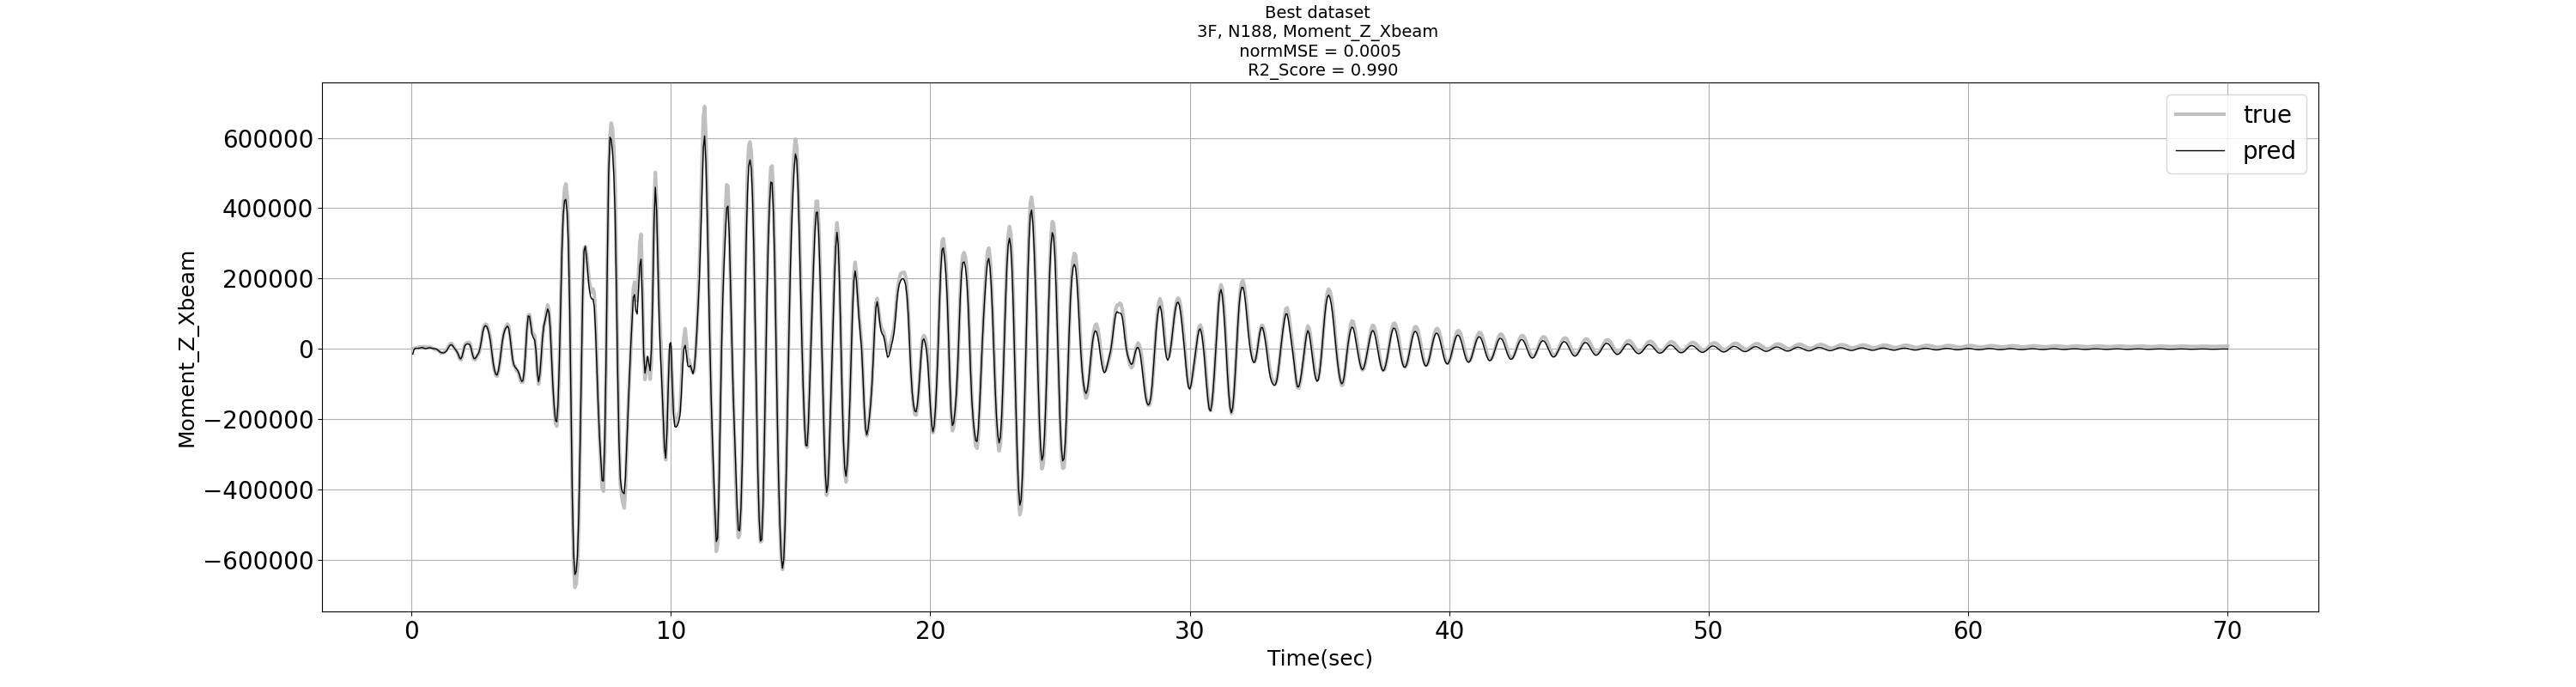 Best dataset
3F, N188, Moment_Z_Xbeam
normMSE = 0.0005
R2_Score = 0.990
true
pred
600000
400000
200000
0
−200000
−400000
−600000
Moment_Z_Xbeam
0 10 20 30 40 50 60 70
Time(sec)